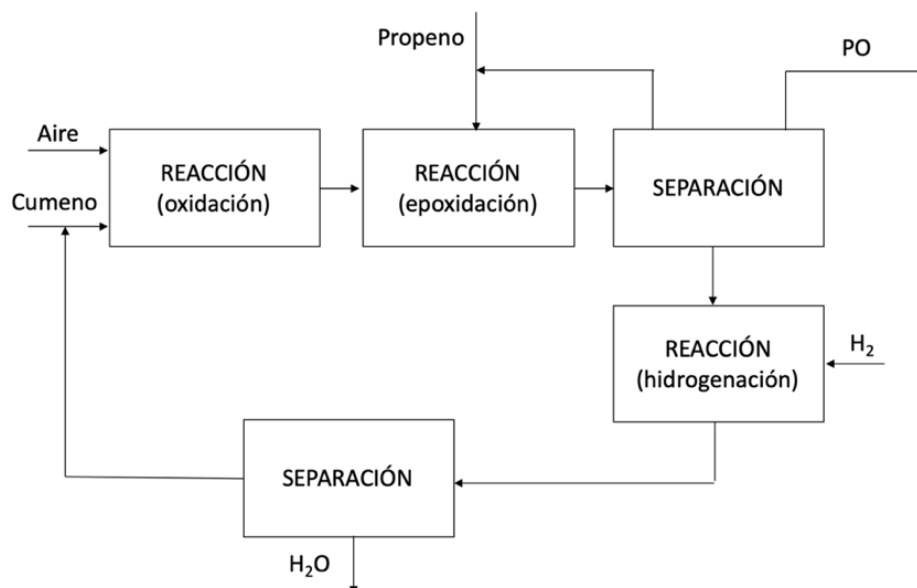 Propeno
PO
Aire
Cumeno
REACCIÓN
(oxidación)
REACCIÓN
(epoxidación)
SEPARACIÓN
REACCIÓN
(hidrogenación)
H₂
SEPARACIÓN
H₂O